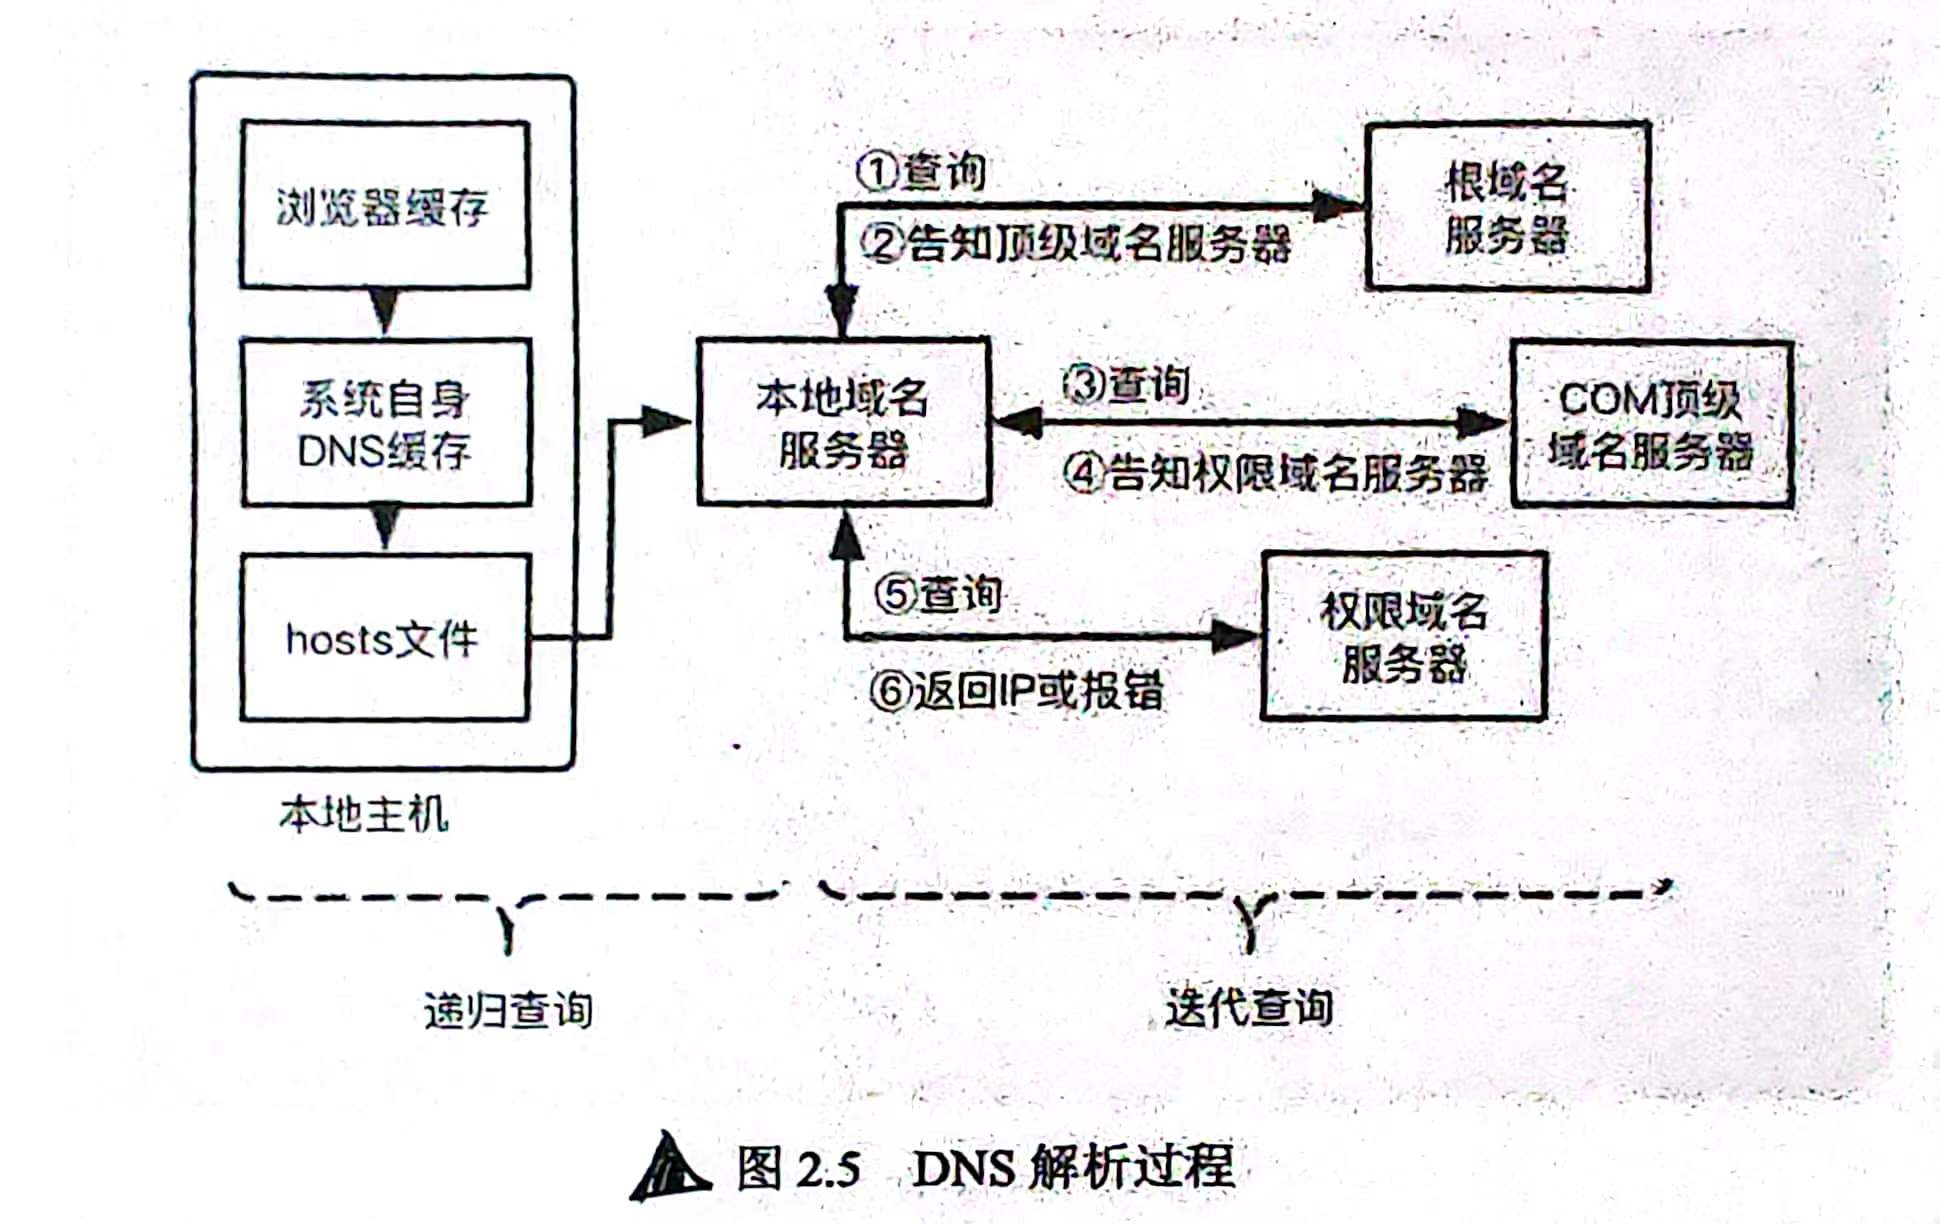 浏览器缓存
系统自身
DNS缓存
hosts文件
本地主机
本地域名
服务器
①查询
②告知顶级域名服务器
根域名
服务器
③查询
④告知权限域名服务器
COM顶级
域名服务器
⑤查询
⑥返回IP或报错
权限域名
服务器
递归查询
迭代查询
图 2.5 DNS 解析过程